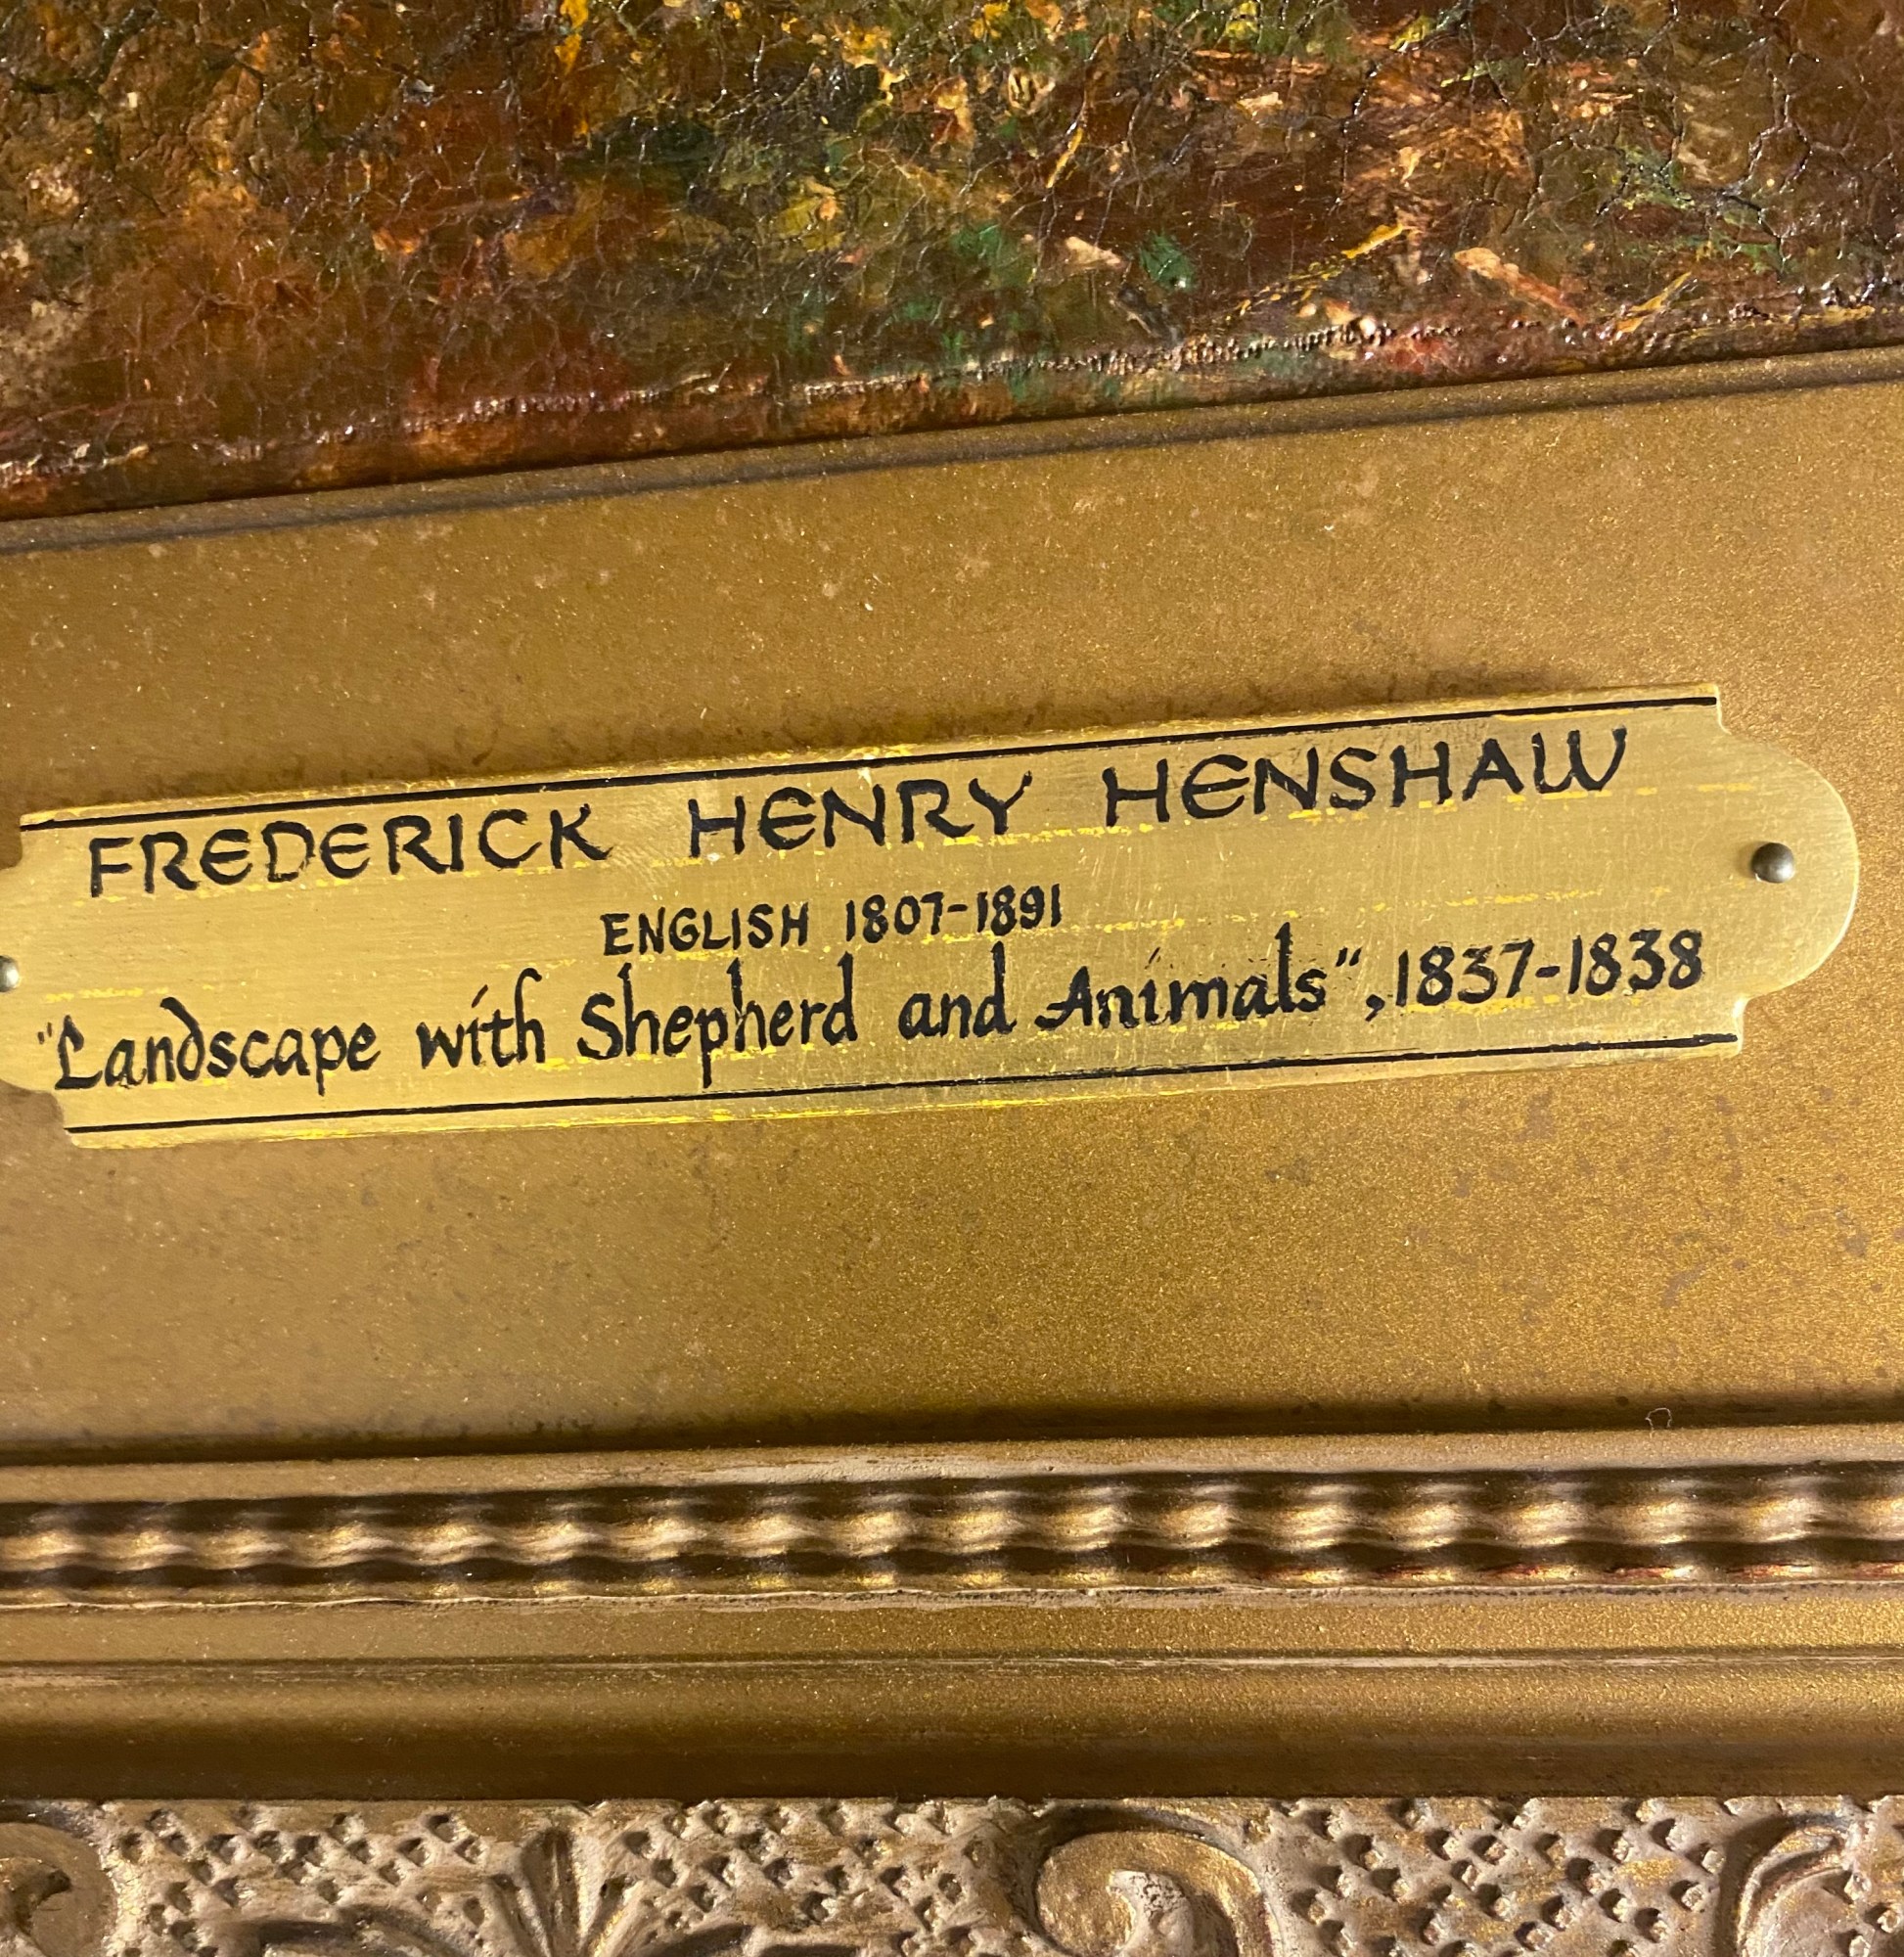 FREDERICK HENRY HENSHAW
ENGLISH 1807-1891
"Landscape with Shepherd and Animals", 1837-1838